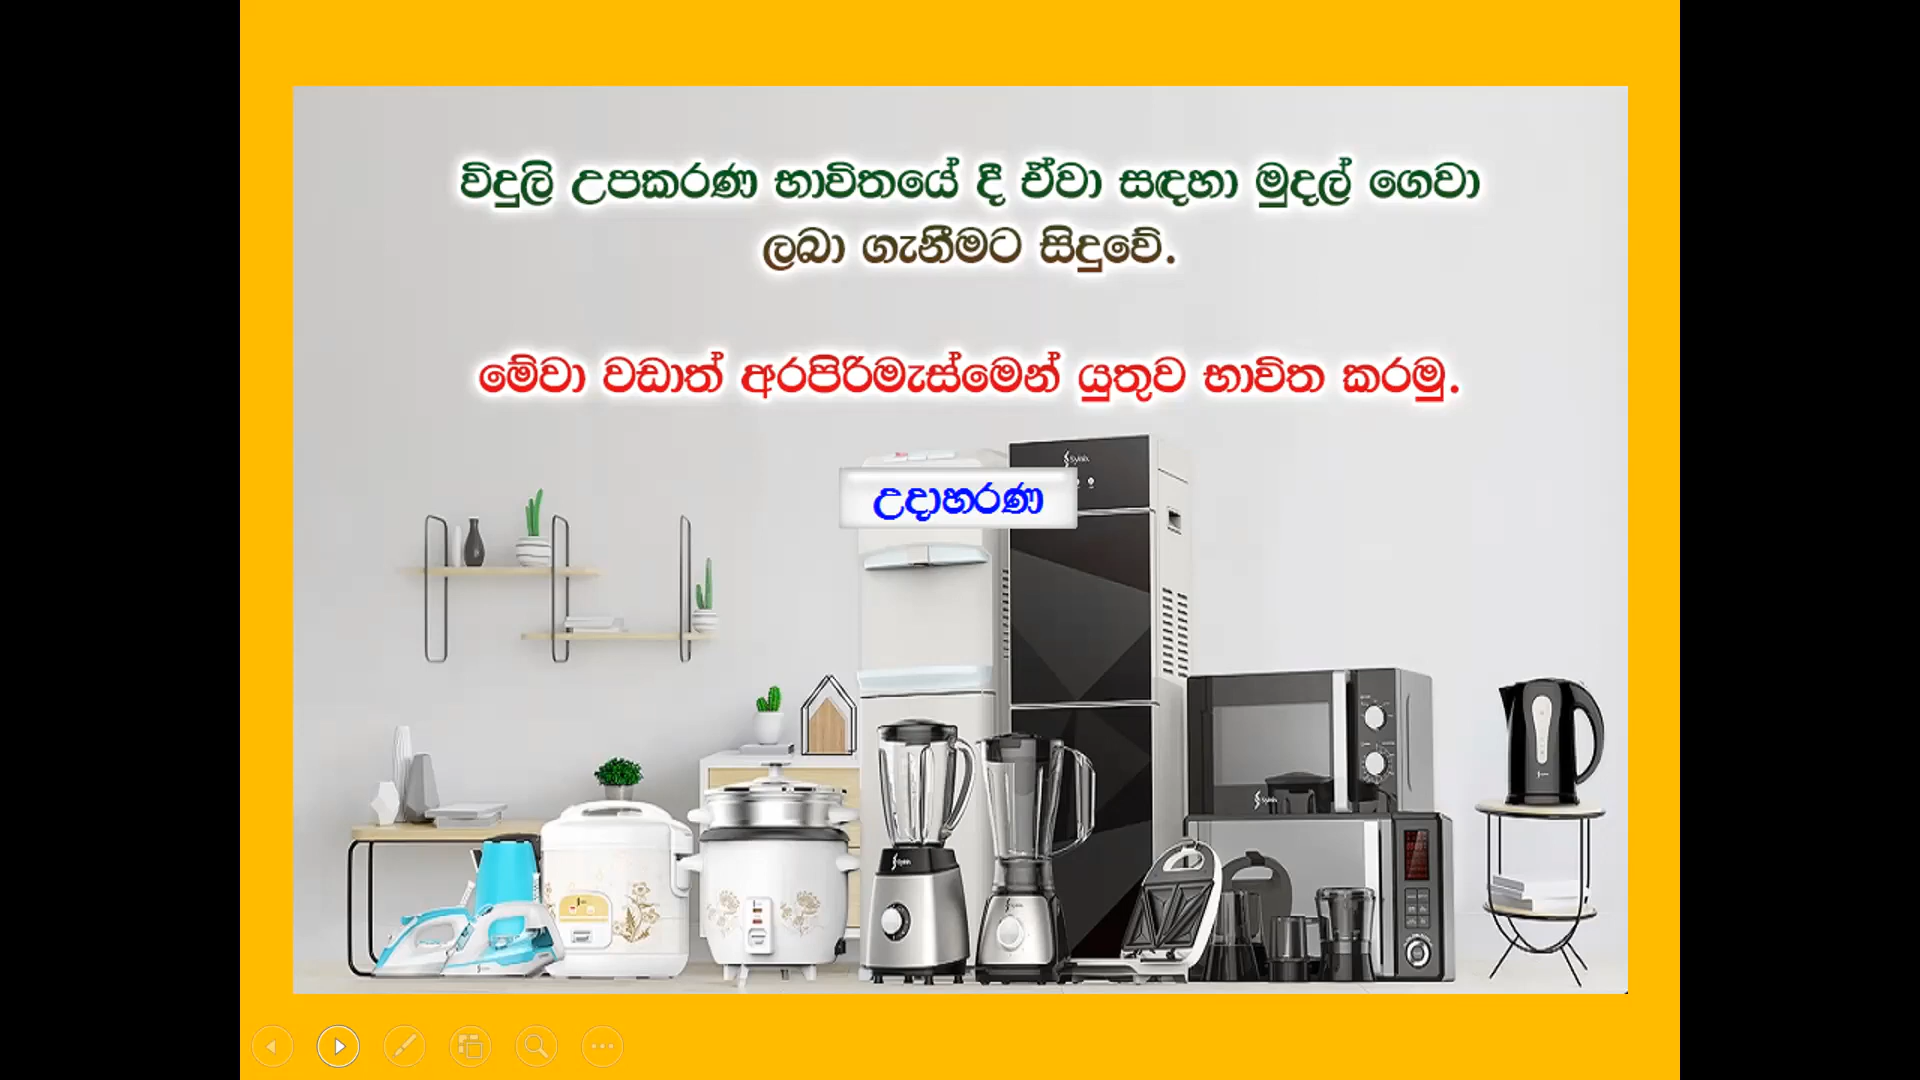 විදුලි උපකරණ භාවිතයේ දී ඒවා සඳහා මුදල් ගෙවා
ලබා ගැනීමට සිදුවේ.
මේවා වඩාත් අරපිරිමැස්මෙන් යුතුව භාවිත කරමු.
උදාහරණ